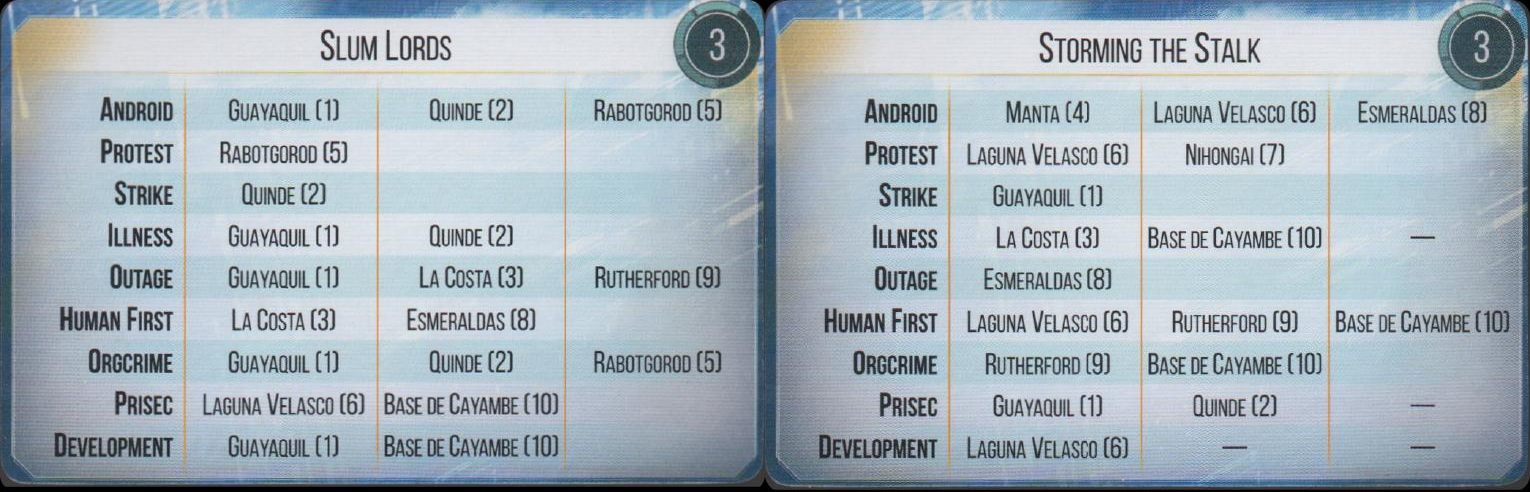 SLUM LORDS 3
ANDROID GUAYAQUIL (1) QUINDE (2) RABOTGOROD (5)
PROTEST RABOTGOROD (5)
STRIKE QUINDE (2)
ILLNESS GUAYAQUIL (1) QUINDE (2)
OUTAGE GUAYAQUIL (1) LA COSTA (3) RUTHERFORD (9)
HUMAN FIRST LA COSTA (3) ESMERALDAS (8)
ORGCRIME GUAYAQUIL (1) QUINDE (2) RABOTGOROD (5)
PRISEC LAGUNA VELASCO (6) BASE DE CAYAMBE (10)
DEVELOPMENT GUAYAQUIL (1) BASE DE CAYAMBE (10)
STORMING THE STALK 3
ANDROID MANTA (4) LAGUNA VELASCO (6) ESMERALDAS (8)
PROTEST LAGUNA VELASCO (6) NIHONGAI (7)
STRIKE GUAYAQUIL (1)
ILLNESS LA COSTA (3) BASE DE CAYAMBE (10) —
OUTAGE ESMERALDAS (8)
HUMAN FIRST LAGUNA VELASCO (6) RUTHERFORD (9) BASE DE CAYAMBE (10)
ORGCRIME RUTHERFORD (9) BASE DE CAYAMBE (10)
PRISEC GUAYAQUIL (1) QUINDE (2) —
DEVELOPMENT LAGUNA VELASCO (6) — —